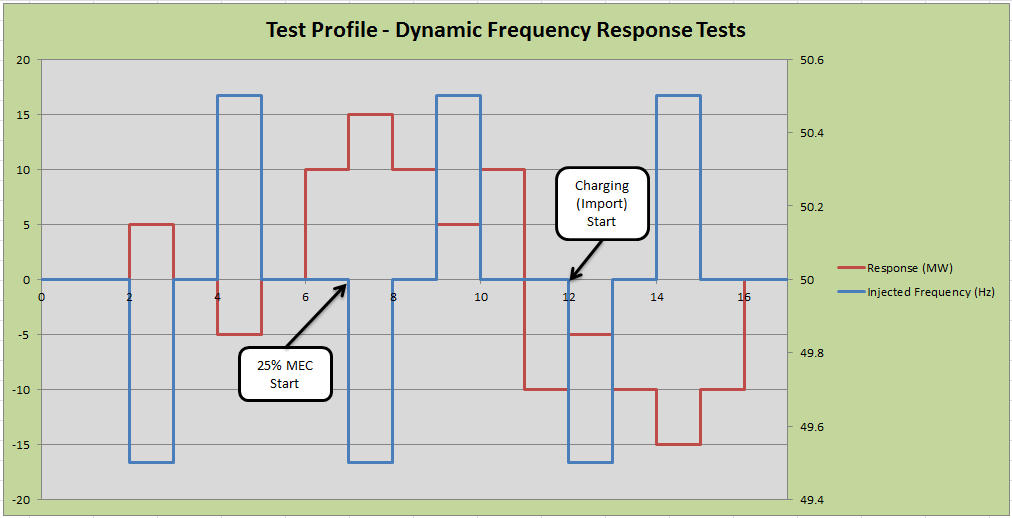 Test Profile - Dynamic Frequency Response Tests
20
15
10
5
0
-5
-10
-15
-20
50.6
50.4
50.2
50
49.8
49.6
49.4
0 2 4 6 8 10 12 14 16
Charging
(Import)
Start
25% MEC
Start
Response (MW)
Injected Frequency (Hz)